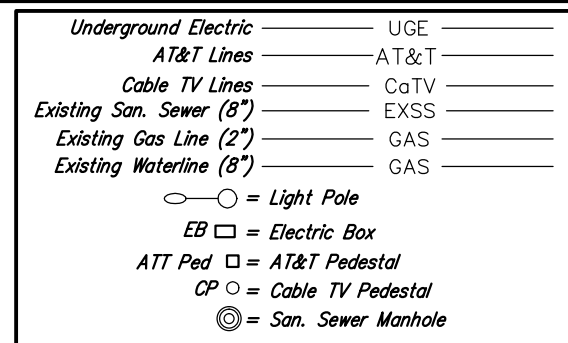 Underground Electric UGE
AT&T Lines AT&T
Cable TV Lines CaTV
Existing San. Sewer (8") EXSS
Existing Gas Line (2") GAS
Existing Waterline (8") GAS
= Light Pole
EB = Electric Box
ATT Ped = AT&T Pedestal
CP = Cable TV Pedestal
= San. Sewer Manhole